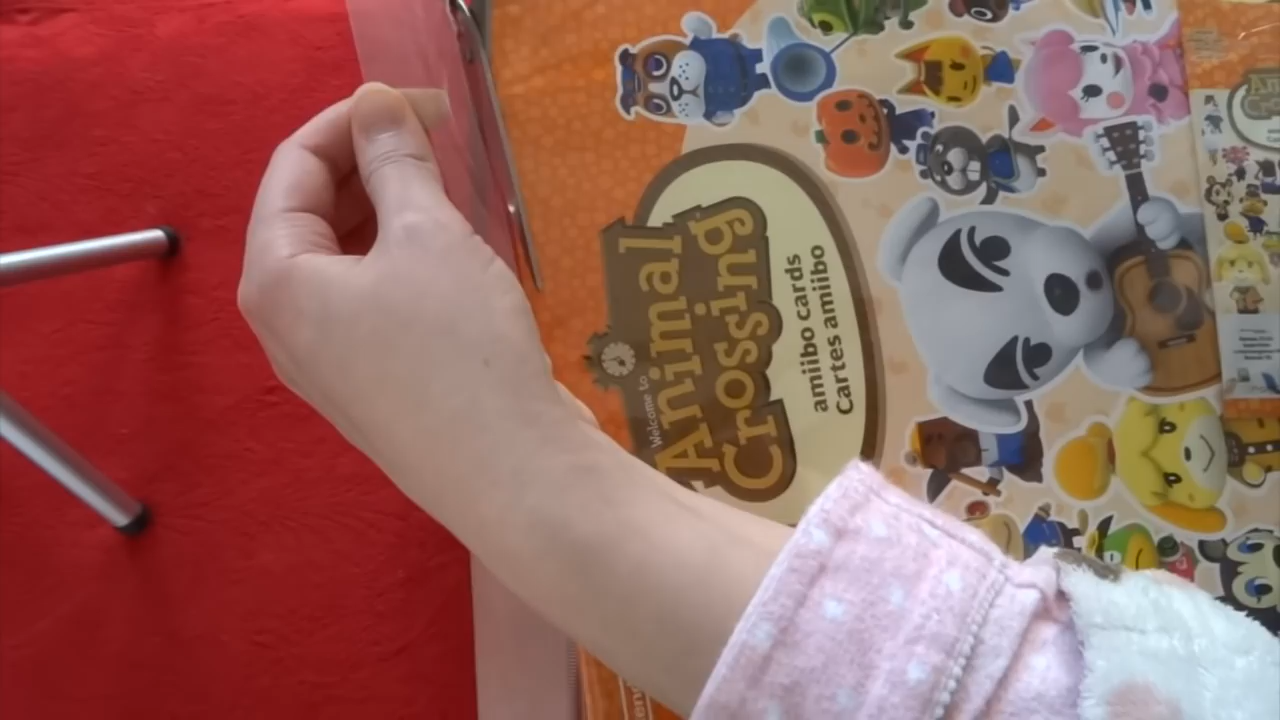 Welcome to
Animal
Crossing
amiibo cards
Cartes amiibo